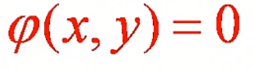 φ(x, y) = 0